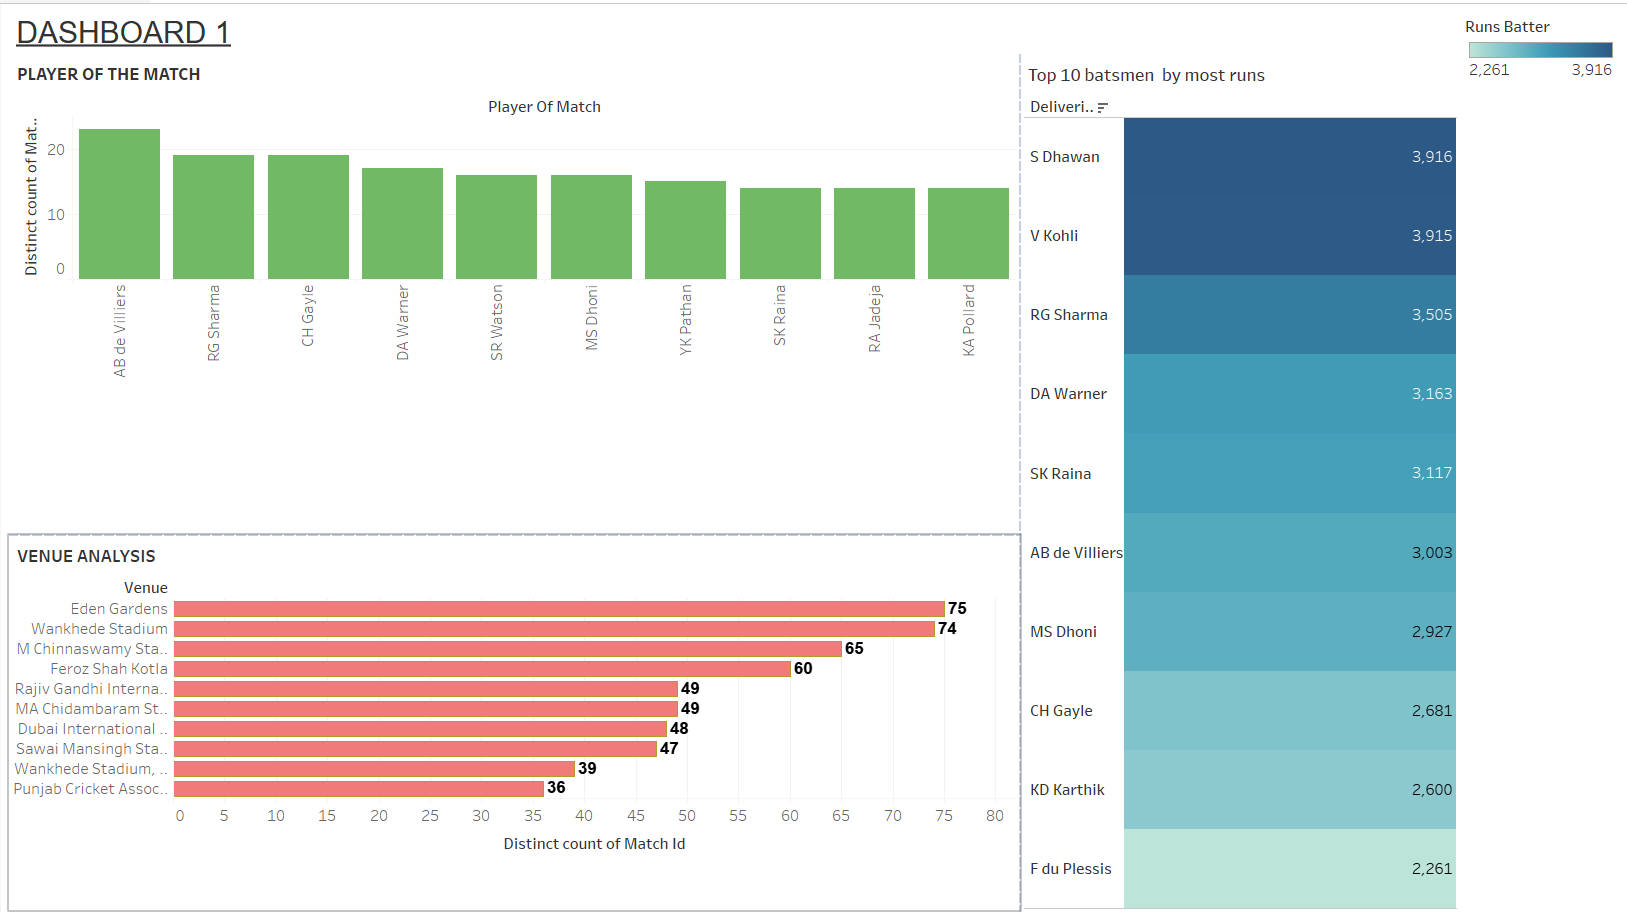 DASHBOARD 1
PLAYER OF THE MATCH
Player Of Match
Distinct count of Mat..
20
10
0
AB de Villiers
RG Sharma
CH Gayle
DA Warner
SR Watson
MS Dhoni
YK Pathan
SK Raina
RA Jadeja
KA Pollard
VENUE ANALYSIS
Venue
Eden Gardens 75
Wankhede Stadium 74
M Chinnaswamy Sta.. 65
Feroz Shah Kotla 60
Rajiv Gandhi Interna.. 49
MA Chidambaram St.. 49
Dubai International .. 48
Sawai Mansingh Sta.. 47
Wankhede Stadium, .. 39
Punjab Cricket Assoc.. 36
0 5 10 15 20 25 30 35 40 45 50 55 60 65 70 75 80
Distinct count of Match Id
Top 10 batsmen by most runs
Deliveri..
S Dhawan 3,916
V Kohli 3,915
RG Sharma 3,505
DA Warner 3,163
SK Raina 3,117
AB de Villiers 3,003
MS Dhoni 2,927
CH Gayle 2,681
KD Karthik 2,600
F du Plessis 2,261
Runs Batter
2,261 3,916